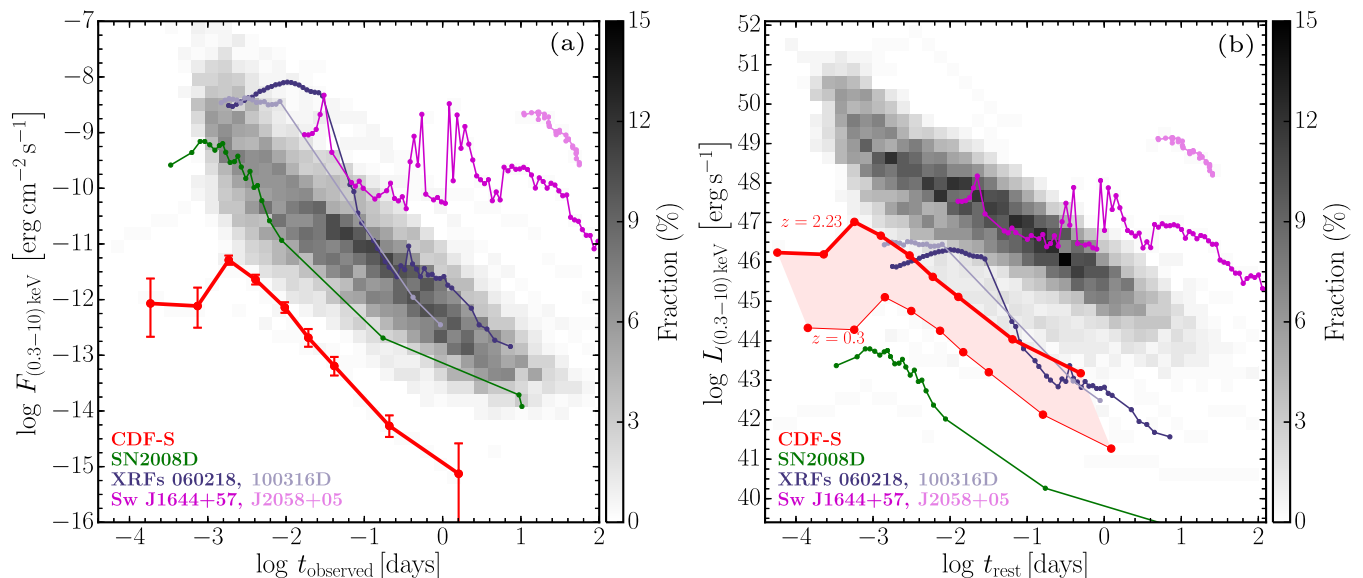 (a)
log F(0.3−10) keV [erg cm−2 s−1]
−7
−8
−9
−10
−11
−12
−13
−14
−15
−16
CDF-S
SN2008D
XRFs 060218, 100316D
Sw J1644+57, J2058+05
−4 −3 −2 −1 0 1 2
log tobserved [days]
15
12
9
6
3
0
Fraction (%)
(b)
log L(0.3−10) keV [erg s−1]
52
51
50
49
48
47
46
45
44
43
42
41
40
z = 2.23
z = 0.3
CDF-S
SN2008D
XRFs 060218, 100316D
Sw J1644+57, J2058+05
−4 −3 −2 −1 0 1 2
log trest [days]
15
12
9
6
3
0
Fraction (%)